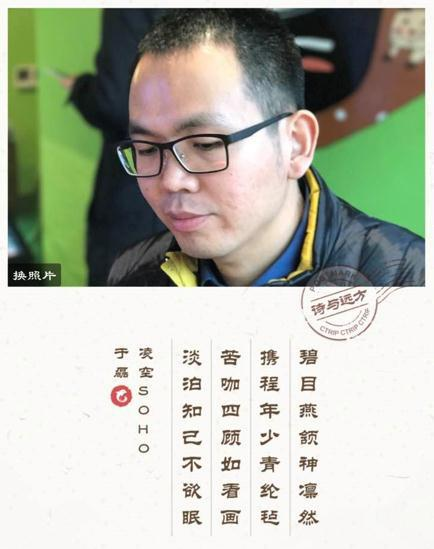 换照片
POSTMARK
诗与远方
CTRIP CTRIP CTRIP
碧目燕颔神凛然
携程年少青纶毡
苦咖四顾如看画
淡泊知己不欲眠
凌空SOHO
于磊